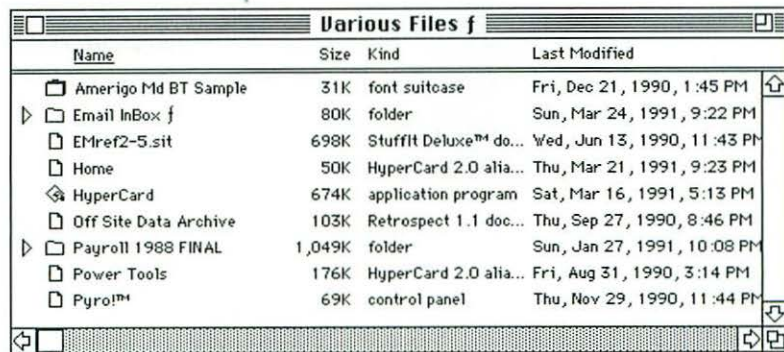 Various Files ƒ
Name Size Kind Last Modified
Amerigo Md BT Sample 31K font suitcase Fri, Dec 21, 1990, 1:45 PM
Email InBox ƒ 80K folder Sun, Mar 24, 1991, 9:22 PM
EMref2-5.sit 698K StuffIt Deluxe™ do... Wed, Jun 13, 1990, 11:43 PM
Home 50K HyperCard 2.0 alia... Thu, Mar 21, 1991, 9:23 PM
HyperCard 674K application program Sat, Mar 16, 1991, 5:13 PM
Off Site Data Archive 103K Retrospect 1.1 doc... Thu, Sep 27, 1990, 8:46 PM
Payroll 1988 FINAL 1,049K folder Sun, Jan 27, 1991, 10:08 PM
Power Tools 176K HyperCard 2.0 alia... Fri, Aug 31, 1990, 3:14 PM
Pyro!™ 69K control panel Thu, Nov 29, 1990, 11:44 PM